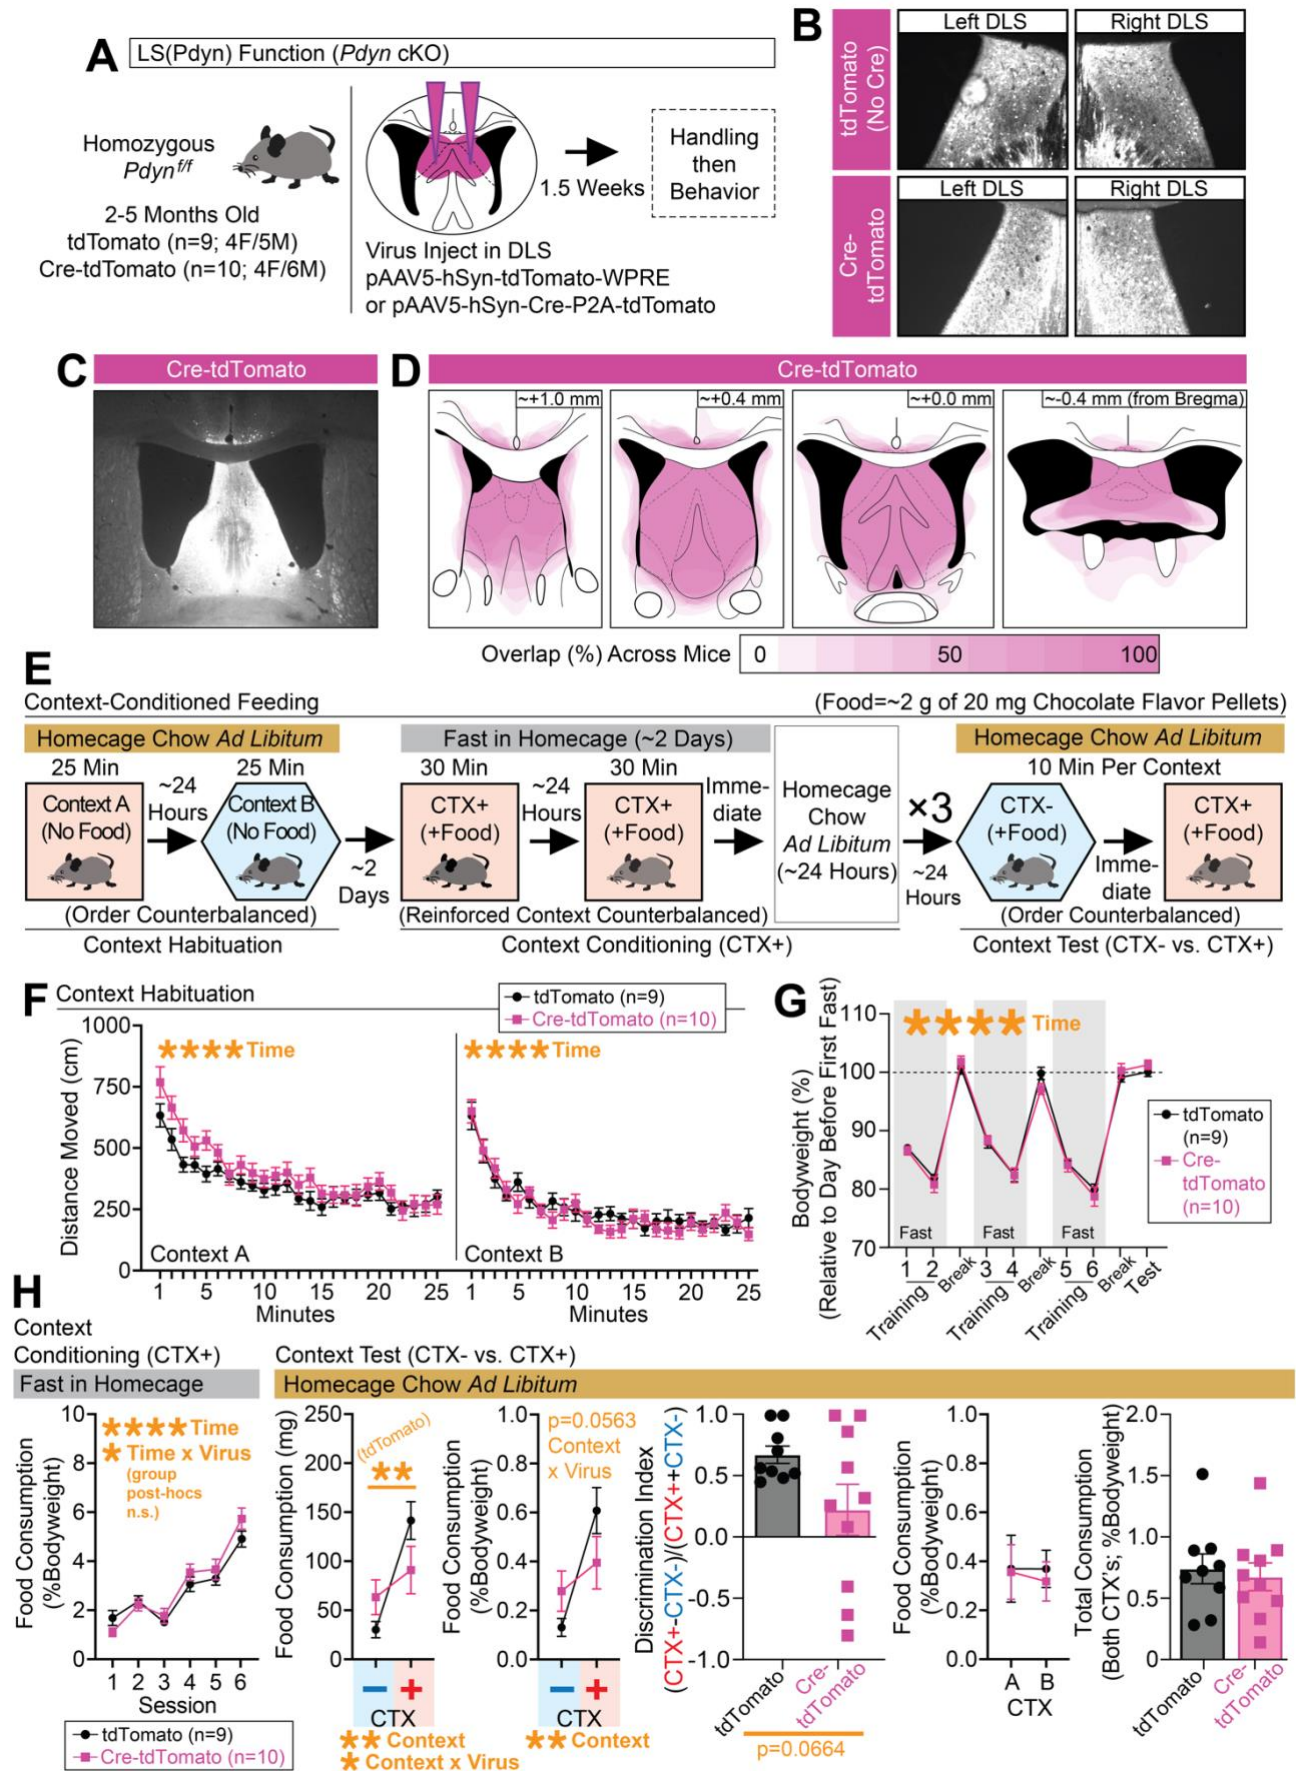 A
LS(Pdyn) Function (Pdyn cKO)
Homozygous
Pdynf/f
2-5 Months Old
tdTomato (n=9; 4F/5M)
Cre-tdTomato (n=10; 4F/6M)
1.5 Weeks
Handling
then
Behavior
Virus Inject in DLS
pAAV5-hSyn-tdTomato-WPRE
or pAAV5-hSyn-Cre-P2A-tdTomato
B
Left DLS
Right DLS
tdTomato
(No Cre)
Left DLS
Right DLS
Cre-
tdTomato
C
Cre-tdTomato
D
Cre-tdTomato
~+1.0 mm
~+0.4 mm
~+0.0 mm
~-0.4 mm (from Bregma)
Overlap (%) Across Mice
0
50
100
E
Context-Conditioned Feeding
(Food=~2 g of 20 mg Chocolate Flavor Pellets)
Homecage Chow Ad Libitum
Fast in Homecage (~2 Days)
Homecage Chow Ad Libitum
25 Min
25 Min
30 Min
30 Min
10 Min Per Context
Context A
(No Food)
~24
Hours
Context B
(No Food)
~2
Days
CTX+
(+Food)
~24
Hours
CTX+
(+Food)
Imme-
diate
Homecage
Chow
Ad Libitum
(~24 Hours)
×3
~24
Hours
CTX-
(+Food)
Imme-
diate
CTX+
(+Food)
(Order Counterbalanced)
(Reinforced Context Counterbalanced)
(Order Counterbalanced)
Context Habituation
Context Conditioning (CTX+)
Context Test (CTX- vs. CTX+)
F
Context Habituation
tdTomato (n=9)
Cre-tdTomato (n=10)
Distance Moved (cm)
1000
750
500
250
0
**** Time
**** Time
Context A
Context B
1 5 10 15 20 25
1 5 10 15 20 25
Minutes
Minutes
G
Bodyweight (%)
(Relative to Day Before First Fast)
110
100
90
80
70
**** Time
tdTomato
(n=9)
Cre-
tdTomato
(n=10)
Fast
Fast
Fast
1 2 Break 3 4 Break 5 6 Break Test
Training
Training
Training
H
Context
Conditioning (CTX+)
Context Test (CTX- vs. CTX+)
Fast in Homecage
Homecage Chow Ad Libitum
Food Consumption
(%Bodyweight)
10
8
6
4
2
0
**** Time
* Time x Virus
(group
post-hocs
n.s.)
1 2 3 4 5 6
Session
tdTomato (n=9)
Cre-tdTomato (n=10)
Food Consumption (mg)
250
200
150
100
50
0
(tdTomato)
**
− +
CTX
** Context
* Context x Virus
Food Consumption
(%Bodyweight)
1.0
0.8
0.6
0.4
0.2
0.0
p=0.0563
Context
x Virus
− +
CTX
** Context
Discrimination Index
(CTX+-CTX-)/(CTX++CTX-)
1.0
0.5
0.0
-0.5
-1.0
tdTomato
Cre-
tdTomato
p=0.0664
Food Consumption
(%Bodyweight)
1.0
0.8
0.6
0.4
0.2
0.0
A B
CTX
Total Consumption
(Both CTX's; %Bodyweight)
2.0
1.5
1.0
0.5
0
tdTomato
Cre-
tdTomato